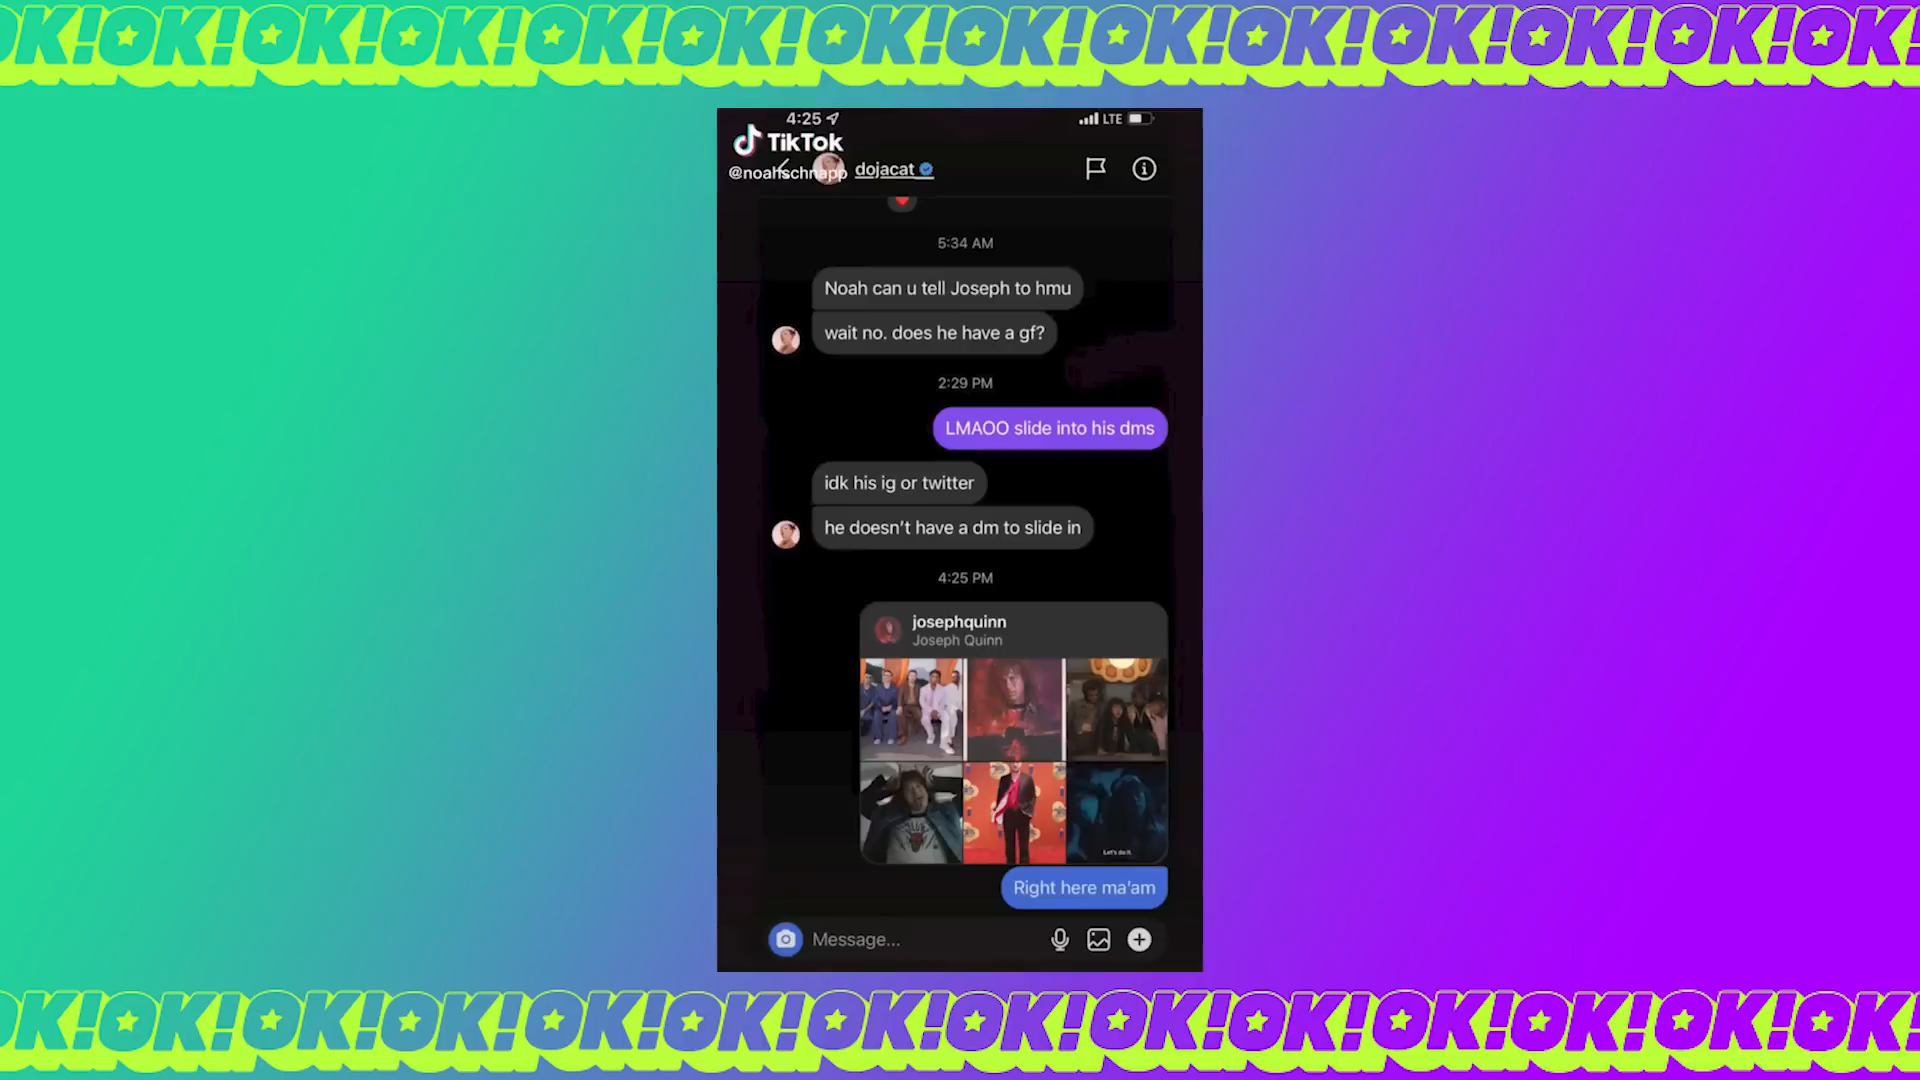 OK!OK!OK!OK!OK!OK!OK!OK!OK!OK!OK!OK!OK!OK!
4:25 LTE
TikTok
@noahschnapp dojacat
5:34 AM
Noah can u tell Joseph to hmu
wait no. does he have a gf?
2:29 PM
LMAOO slide into his dms
idk his ig or twitter
he doesn't have a dm to slide in
4:25 PM
josephquinn
Joseph Quinn
Let's do it.
Right here ma'am
Message...
OK!OK!OK!OK!OK!OK!OK!OK!OK!OK!OK!OK!OK!OK!